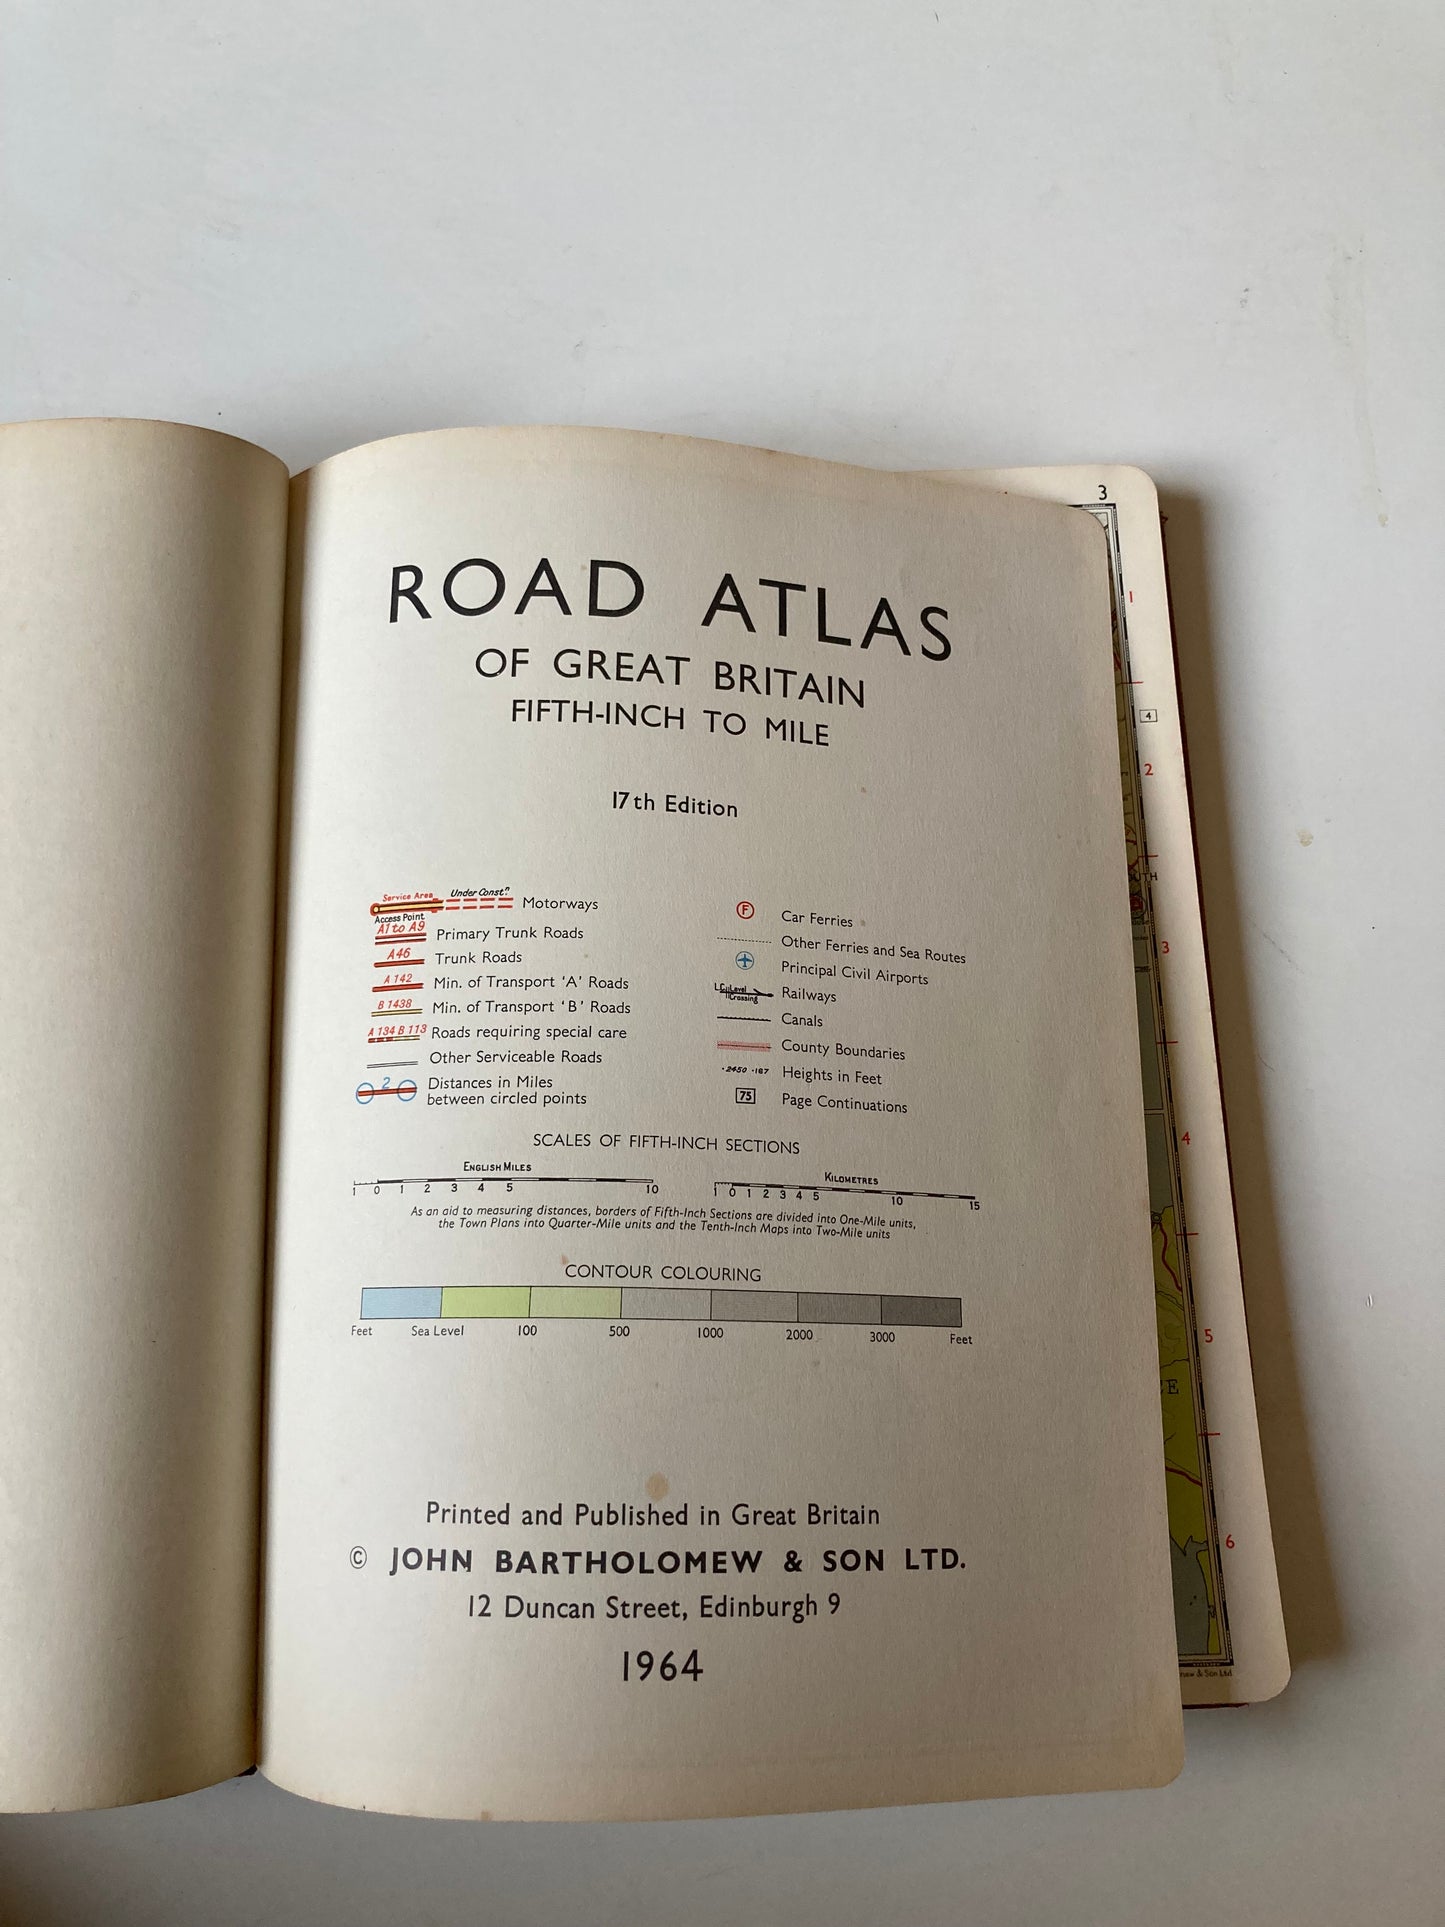 ROAD ATLAS
OF GREAT BRITAIN
FIFTH-INCH TO MILE
17th Edition
Service Area Under Const.n
Motorways
Access Point
A1 to A9
Primary Trunk Roads
A46
Trunk Roads
A 142
Min. of Transport 'A' Roads
B 1438
Min. of Transport 'B' Roads
A 134 B 113
Roads requiring special care
Other Serviceable Roads
2
Distances in Miles
between circled points
F
Car Ferries
Other Ferries and Sea Routes
Principal Civil Airports
L.C. Level
Crossing
Railways
Canals
County Boundaries
·2450 ·167
Heights in Feet
75
Page Continuations
SCALES OF FIFTH-INCH SECTIONS
ENGLISH MILES
1 0 1 2 3 4 5 10
KILOMETRES
1 0 1 2 3 4 5 10 15
As an aid to measuring distances, borders of Fifth-Inch Sections are divided into One-Mile units,
the Town Plans into Quarter-Mile units and the Tenth-Inch Maps into Two-Mile units
CONTOUR COLOURING
Feet Sea Level 100 500 1000 2000 3000 Feet
Printed and Published in Great Britain
© JOHN BARTHOLOMEW & SON LTD.
12 Duncan Street, Edinburgh 9
1964
3
1
4
2
3
4
5
6
& Son Ltd.